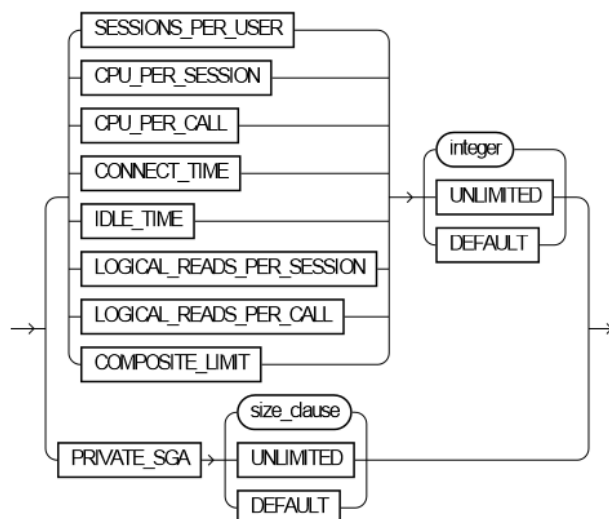 SESSIONS_PER_USER
CPU_PER_SESSION
CPU_PER_CALL
CONNECT_TIME
IDLE_TIME
LOGICAL_READS_PER_SESSION
LOGICAL_READS_PER_CALL
COMPOSITE_LIMIT
integer
UNLIMITED
DEFAULT
PRIVATE_SGA
size_clause
UNLIMITED
DEFAULT